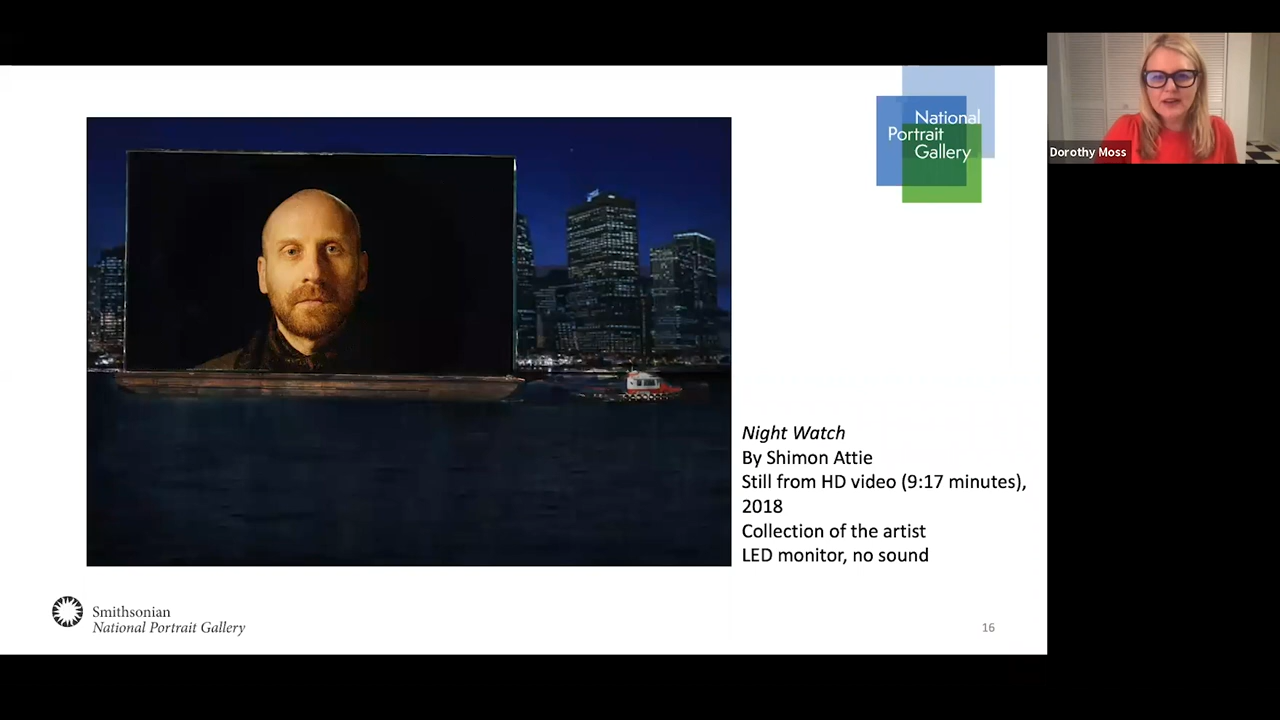 National
Portrait
Gallery
Dorothy Moss
Night Watch
By Shimon Attie
Still from HD video (9:17 minutes),
2018
Collection of the artist
LED monitor, no sound
Smithsonian
National Portrait Gallery
16